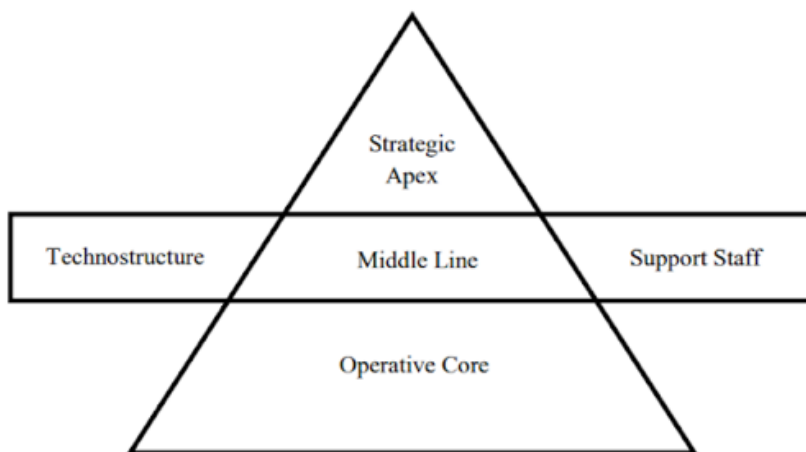 Strategic
Apex
Technostructure
Middle Line
Support Staff
Operative Core